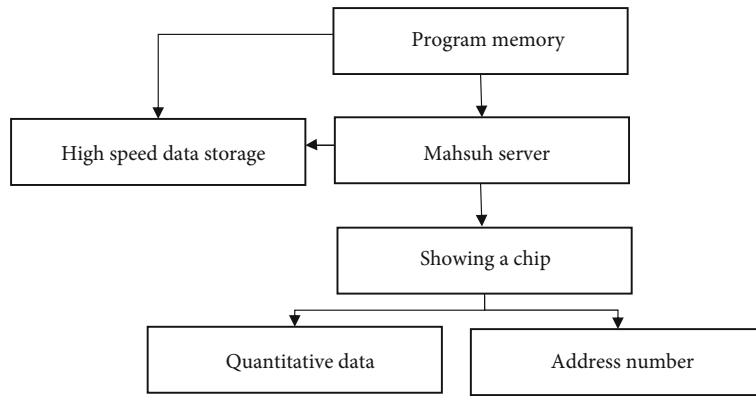 Program memory
High speed data storage
Mahsuh server
Showing a chip
Quantitative data
Address number